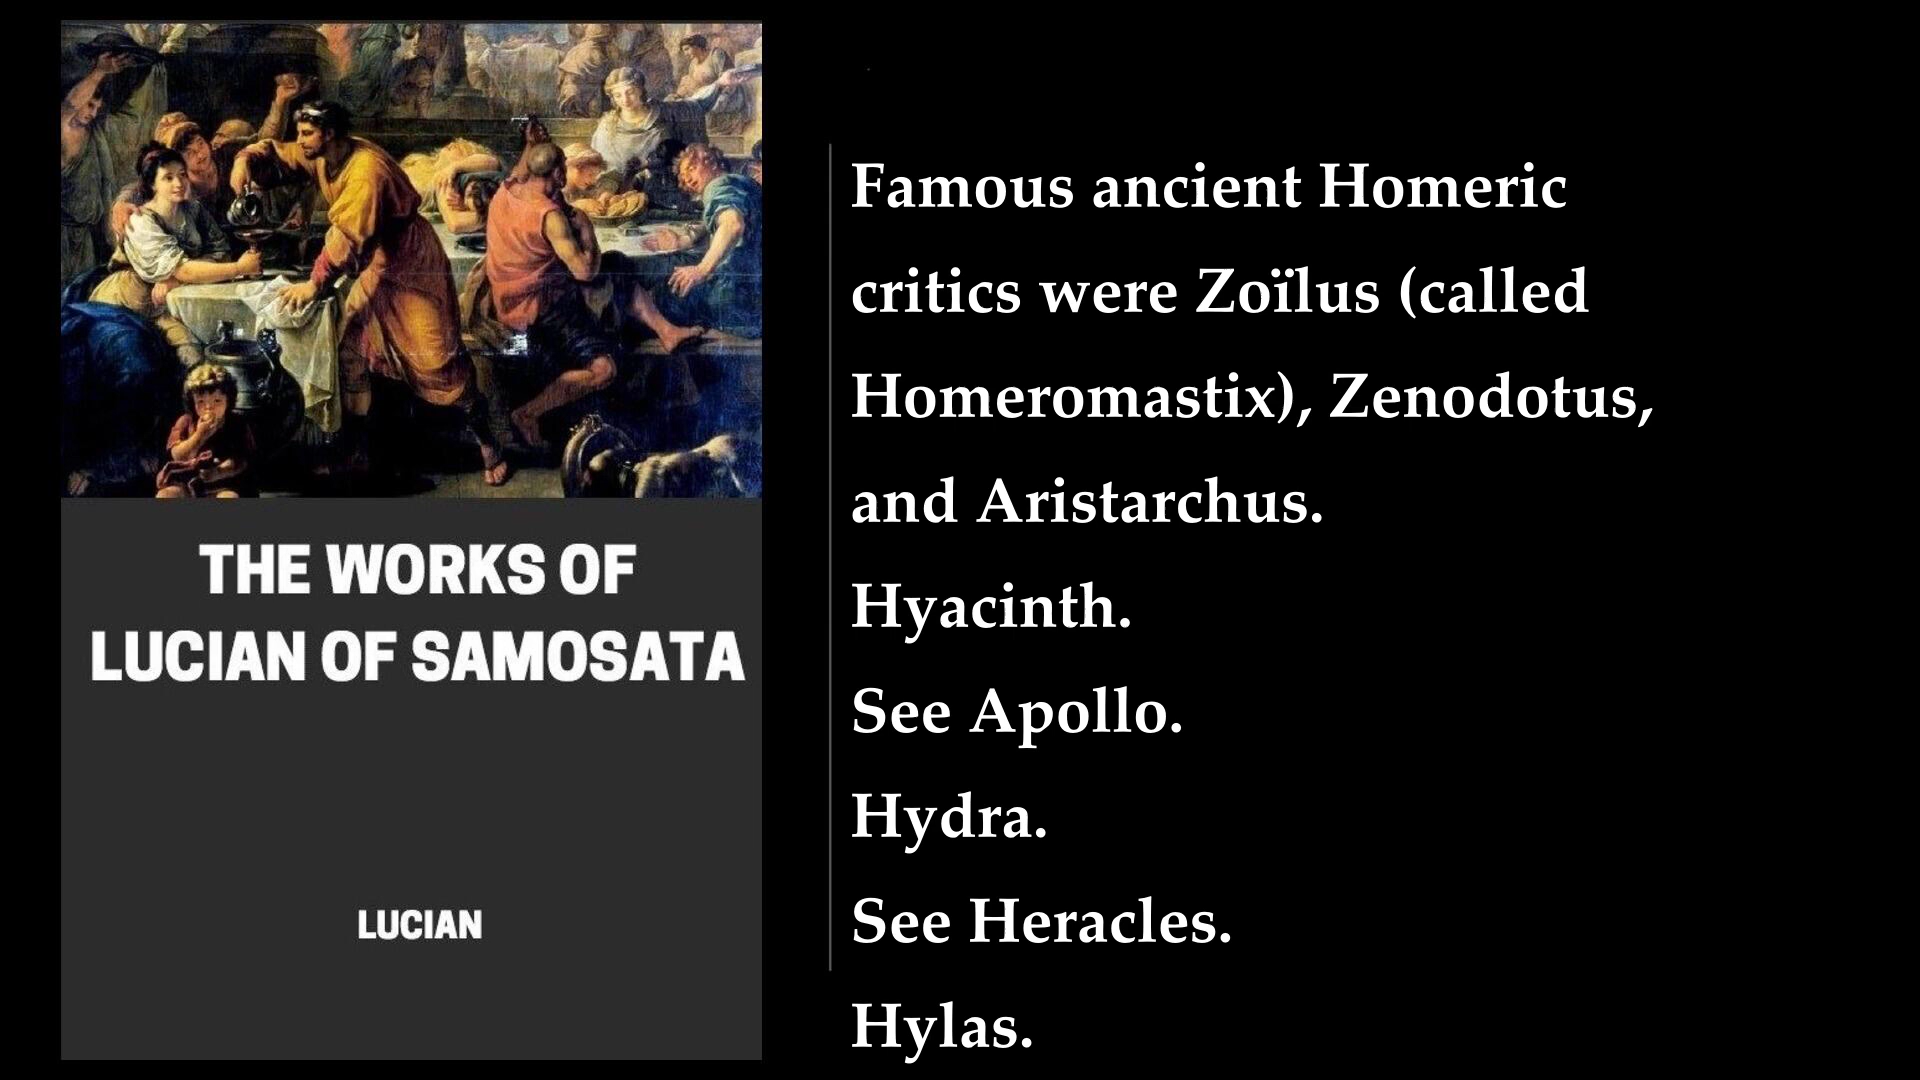 THE WORKS OF
LUCIAN OF SAMOSATA
LUCIAN
Famous ancient Homeric
critics were Zoïlus (called
Homeromastix), Zenodotus,
and Aristarchus.
Hyacinth.
See Apollo.
Hydra.
See Heracles.
Hylas.